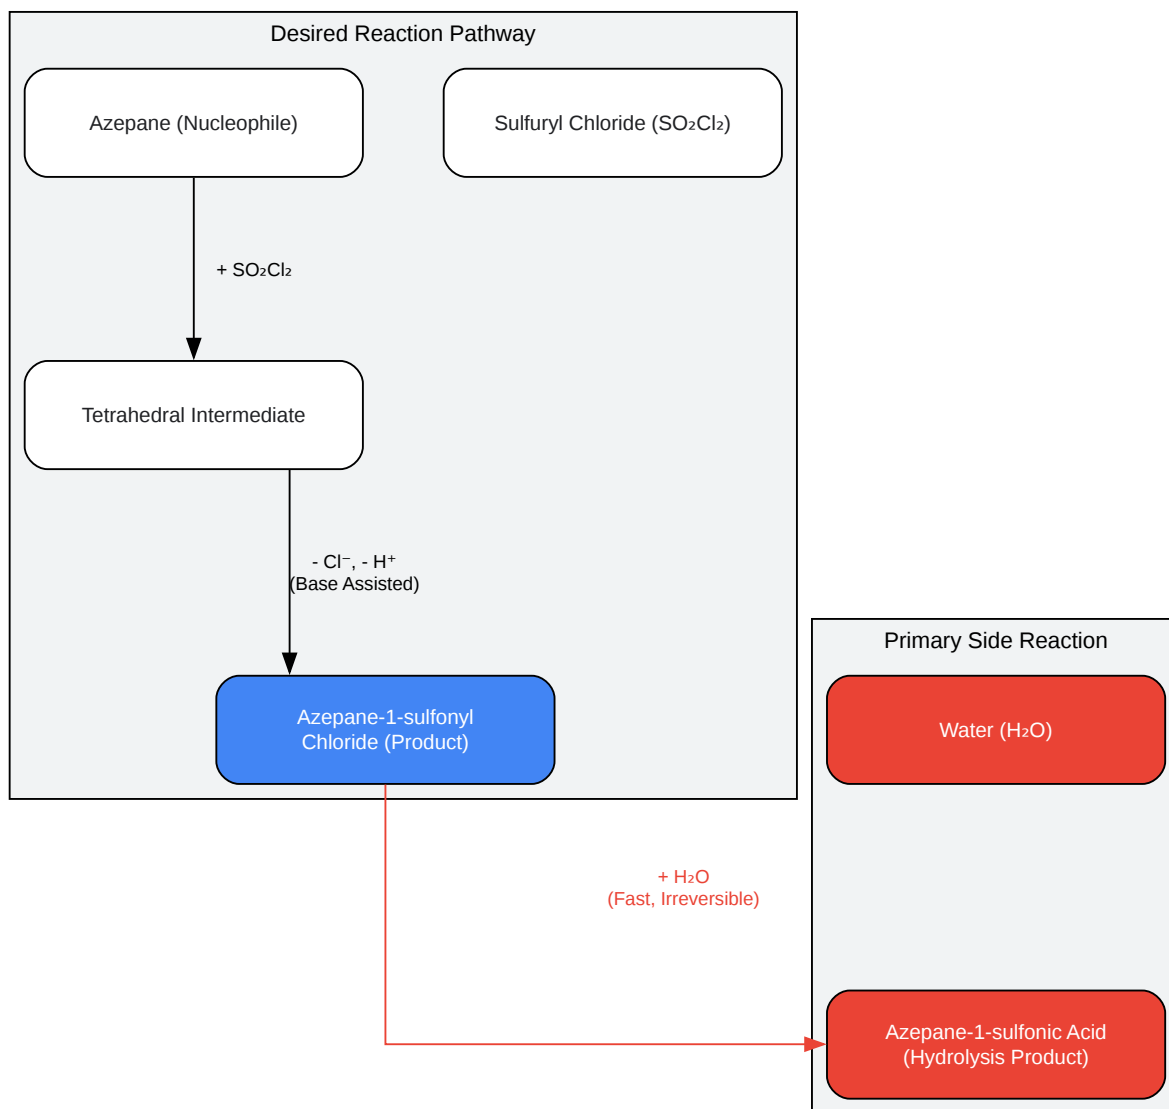 Desired Reaction Pathway
Azepane (Nucleophile)
Sulfuryl Chloride (SO₂Cl₂)
+ SO₂Cl₂
Tetrahedral Intermediate
- Cl⁻, - H⁺
(Base Assisted)
Azepane-1-sulfonyl
Chloride (Product)
Primary Side Reaction
Water (H₂O)
+ H₂O
(Fast, Irreversible)
Azepane-1-sulfonic Acid
(Hydrolysis Product)